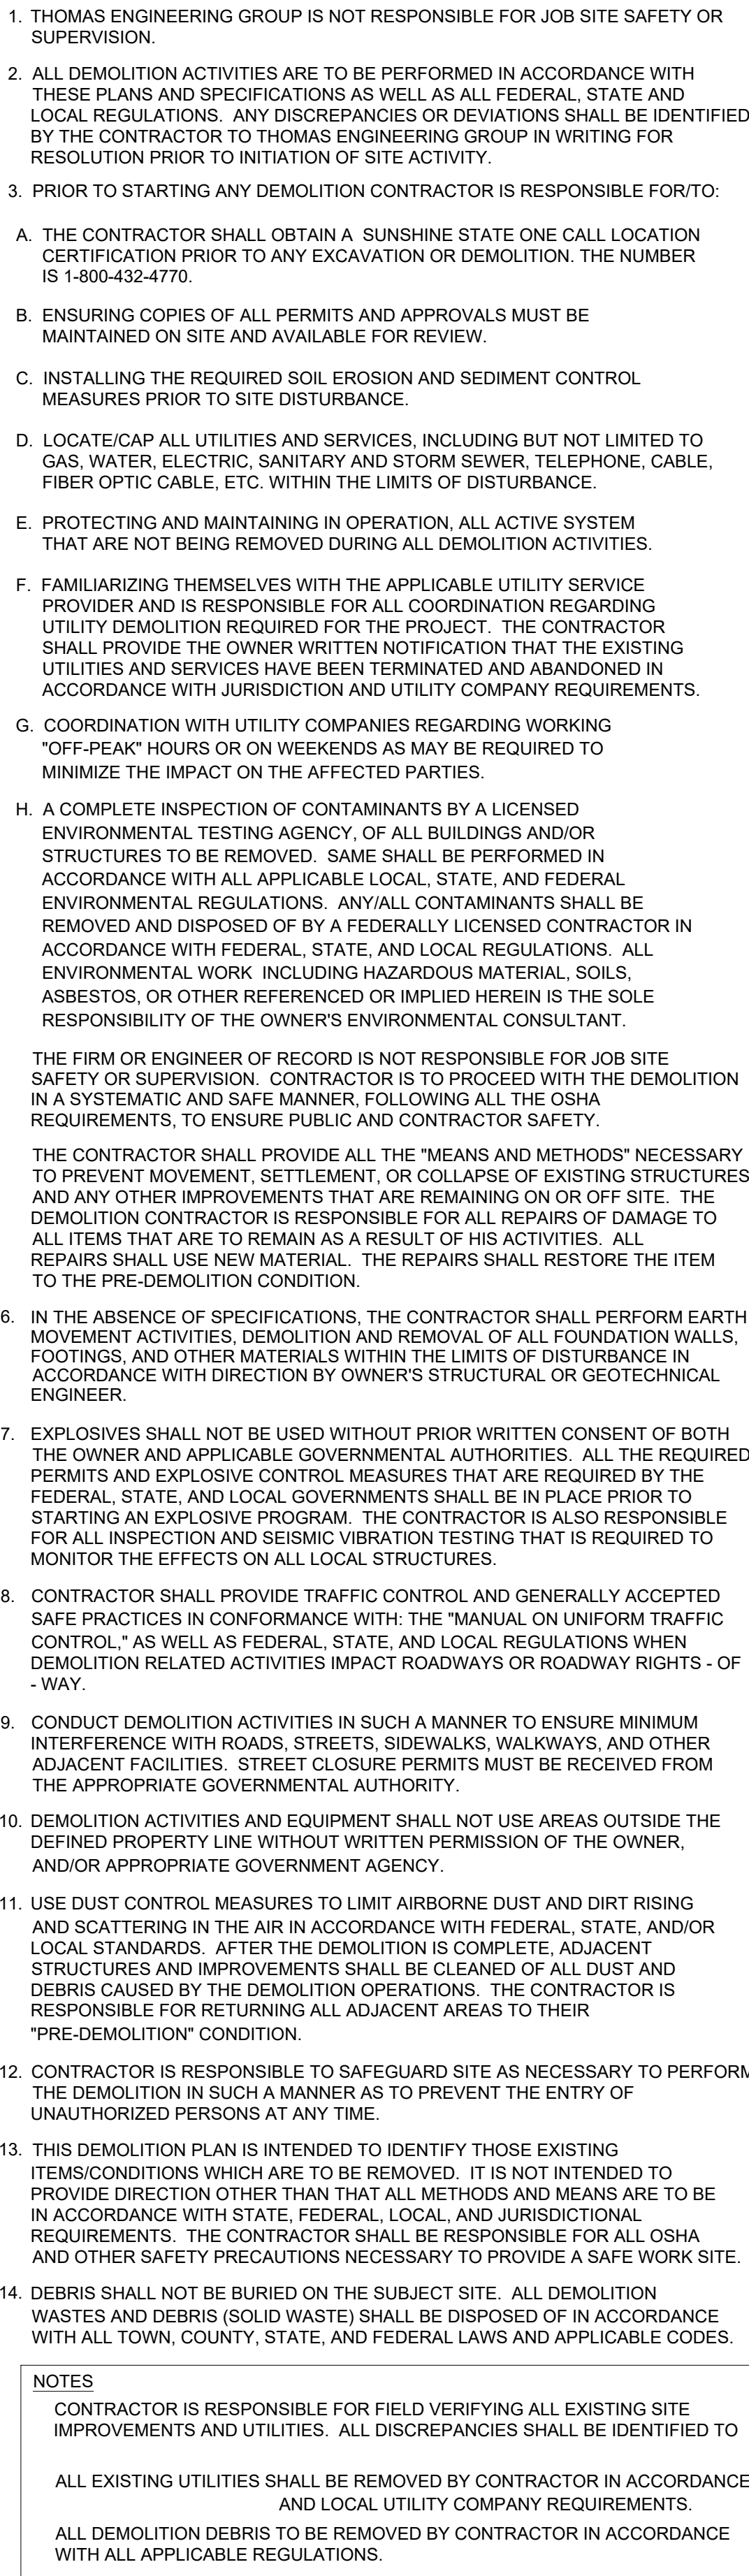 1. THOMAS ENGINEERING GROUP IS NOT RESPONSIBLE FOR JOB SITE SAFETY OR
SUPERVISION.
2. ALL DEMOLITION ACTIVITIES ARE TO BE PERFORMED IN ACCORDANCE WITH
THESE PLANS AND SPECIFICATIONS AS WELL AS ALL FEDERAL, STATE AND
LOCAL REGULATIONS. ANY DISCREPANCIES OR DEVIATIONS SHALL BE IDENTIFIED
BY THE CONTRACTOR TO THOMAS ENGINEERING GROUP IN WRITING FOR
RESOLUTION PRIOR TO INITIATION OF SITE ACTIVITY.
3. PRIOR TO STARTING ANY DEMOLITION CONTRACTOR IS RESPONSIBLE FOR/TO:
A. THE CONTRACTOR SHALL OBTAIN A SUNSHINE STATE ONE CALL LOCATION
CERTIFICATION PRIOR TO ANY EXCAVATION OR DEMOLITION. THE NUMBER
IS 1-800-432-4770.
B. ENSURING COPIES OF ALL PERMITS AND APPROVALS MUST BE
MAINTAINED ON SITE AND AVAILABLE FOR REVIEW.
C. INSTALLING THE REQUIRED SOIL EROSION AND SEDIMENT CONTROL
MEASURES PRIOR TO SITE DISTURBANCE.
D. LOCATE/CAP ALL UTILITIES AND SERVICES, INCLUDING BUT NOT LIMITED TO
GAS, WATER, ELECTRIC, SANITARY AND STORM SEWER, TELEPHONE, CABLE,
FIBER OPTIC CABLE, ETC. WITHIN THE LIMITS OF DISTURBANCE.
E. PROTECTING AND MAINTAINING IN OPERATION, ALL ACTIVE SYSTEM
THAT ARE NOT BEING REMOVED DURING ALL DEMOLITION ACTIVITIES.
F. FAMILIARIZING THEMSELVES WITH THE APPLICABLE UTILITY SERVICE
PROVIDER AND IS RESPONSIBLE FOR ALL COORDINATION REGARDING
UTILITY DEMOLITION REQUIRED FOR THE PROJECT. THE CONTRACTOR
SHALL PROVIDE THE OWNER WRITTEN NOTIFICATION THAT THE EXISTING
UTILITIES AND SERVICES HAVE BEEN TERMINATED AND ABANDONED IN
ACCORDANCE WITH JURISDICTION AND UTILITY COMPANY REQUIREMENTS.
G. COORDINATION WITH UTILITY COMPANIES REGARDING WORKING
"OFF-PEAK" HOURS OR ON WEEKENDS AS MAY BE REQUIRED TO
MINIMIZE THE IMPACT ON THE AFFECTED PARTIES.
H. A COMPLETE INSPECTION OF CONTAMINANTS BY A LICENSED
ENVIRONMENTAL TESTING AGENCY, OF ALL BUILDINGS AND/OR
STRUCTURES TO BE REMOVED. SAME SHALL BE PERFORMED IN
ACCORDANCE WITH ALL APPLICABLE LOCAL, STATE, AND FEDERAL
ENVIRONMENTAL REGULATIONS. ANY/ALL CONTAMINANTS SHALL BE
REMOVED AND DISPOSED OF BY A FEDERALLY LICENSED CONTRACTOR IN
ACCORDANCE WITH FEDERAL, STATE, AND LOCAL REGULATIONS. ALL
ENVIRONMENTAL WORK INCLUDING HAZARDOUS MATERIAL, SOILS,
ASBESTOS, OR OTHER REFERENCED OR IMPLIED HEREIN IS THE SOLE
RESPONSIBILITY OF THE OWNER'S ENVIRONMENTAL CONSULTANT.
THE FIRM OR ENGINEER OF RECORD IS NOT RESPONSIBLE FOR JOB SITE
SAFETY OR SUPERVISION. CONTRACTOR IS TO PROCEED WITH THE DEMOLITION
IN A SYSTEMATIC AND SAFE MANNER, FOLLOWING ALL THE OSHA
REQUIREMENTS, TO ENSURE PUBLIC AND CONTRACTOR SAFETY.
THE CONTRACTOR SHALL PROVIDE ALL THE "MEANS AND METHODS" NECESSARY
TO PREVENT MOVEMENT, SETTLEMENT, OR COLLAPSE OF EXISTING STRUCTURES
AND ANY OTHER IMPROVEMENTS THAT ARE REMAINING ON OR OFF SITE. THE
DEMOLITION CONTRACTOR IS RESPONSIBLE FOR ALL REPAIRS OF DAMAGE TO
ALL ITEMS THAT ARE TO REMAIN AS A RESULT OF HIS ACTIVITIES. ALL
REPAIRS SHALL USE NEW MATERIAL. THE REPAIRS SHALL RESTORE THE ITEM
TO THE PRE-DEMOLITION CONDITION.
6. IN THE ABSENCE OF SPECIFICATIONS, THE CONTRACTOR SHALL PERFORM EARTH
MOVEMENT ACTIVITIES, DEMOLITION AND REMOVAL OF ALL FOUNDATION WALLS,
FOOTINGS, AND OTHER MATERIALS WITHIN THE LIMITS OF DISTURBANCE IN
ACCORDANCE WITH DIRECTION BY OWNER'S STRUCTURAL OR GEOTECHNICAL
ENGINEER.
7. EXPLOSIVES SHALL NOT BE USED WITHOUT PRIOR WRITTEN CONSENT OF BOTH
THE OWNER AND APPLICABLE GOVERNMENTAL AUTHORITIES. ALL THE REQUIRED
PERMITS AND EXPLOSIVE CONTROL MEASURES THAT ARE REQUIRED BY THE
FEDERAL, STATE, AND LOCAL GOVERNMENTS SHALL BE IN PLACE PRIOR TO
STARTING AN EXPLOSIVE PROGRAM. THE CONTRACTOR IS ALSO RESPONSIBLE
FOR ALL INSPECTION AND SEISMIC VIBRATION TESTING THAT IS REQUIRED TO
MONITOR THE EFFECTS ON ALL LOCAL STRUCTURES.
8. CONTRACTOR SHALL PROVIDE TRAFFIC CONTROL AND GENERALLY ACCEPTED
SAFE PRACTICES IN CONFORMANCE WITH: THE "MANUAL ON UNIFORM TRAFFIC
CONTROL," AS WELL AS FEDERAL, STATE, AND LOCAL REGULATIONS WHEN
DEMOLITION RELATED ACTIVITIES IMPACT ROADWAYS OR ROADWAY RIGHTS - OF
- WAY.
9. CONDUCT DEMOLITION ACTIVITIES IN SUCH A MANNER TO ENSURE MINIMUM
INTERFERENCE WITH ROADS, STREETS, SIDEWALKS, WALKWAYS, AND OTHER
ADJACENT FACILITIES. STREET CLOSURE PERMITS MUST BE RECEIVED FROM
THE APPROPRIATE GOVERNMENTAL AUTHORITY.
10. DEMOLITION ACTIVITIES AND EQUIPMENT SHALL NOT USE AREAS OUTSIDE THE
DEFINED PROPERTY LINE WITHOUT WRITTEN PERMISSION OF THE OWNER,
AND/OR APPROPRIATE GOVERNMENT AGENCY.
11. USE DUST CONTROL MEASURES TO LIMIT AIRBORNE DUST AND DIRT RISING
AND SCATTERING IN THE AIR IN ACCORDANCE WITH FEDERAL, STATE, AND/OR
LOCAL STANDARDS. AFTER THE DEMOLITION IS COMPLETE, ADJACENT
STRUCTURES AND IMPROVEMENTS SHALL BE CLEANED OF ALL DUST AND
DEBRIS CAUSED BY THE DEMOLITION OPERATIONS. THE CONTRACTOR IS
RESPONSIBLE FOR RETURNING ALL ADJACENT AREAS TO THEIR
"PRE-DEMOLITION" CONDITION.
12. CONTRACTOR IS RESPONSIBLE TO SAFEGUARD SITE AS NECESSARY TO PERFORM
THE DEMOLITION IN SUCH A MANNER AS TO PREVENT THE ENTRY OF
UNAUTHORIZED PERSONS AT ANY TIME.
13. THIS DEMOLITION PLAN IS INTENDED TO IDENTIFY THOSE EXISTING
ITEMS/CONDITIONS WHICH ARE TO BE REMOVED. IT IS NOT INTENDED TO
PROVIDE DIRECTION OTHER THAN THAT ALL METHODS AND MEANS ARE TO BE
IN ACCORDANCE WITH STATE, FEDERAL, LOCAL, AND JURISDICTIONAL
REQUIREMENTS. THE CONTRACTOR SHALL BE RESPONSIBLE FOR ALL OSHA
AND OTHER SAFETY PRECAUTIONS NECESSARY TO PROVIDE A SAFE WORK SITE.
14. DEBRIS SHALL NOT BE BURIED ON THE SUBJECT SITE. ALL DEMOLITION
WASTES AND DEBRIS (SOLID WASTE) SHALL BE DISPOSED OF IN ACCORDANCE
WITH ALL TOWN, COUNTY, STATE, AND FEDERAL LAWS AND APPLICABLE CODES.
NOTES
CONTRACTOR IS RESPONSIBLE FOR FIELD VERIFYING ALL EXISTING SITE
IMPROVEMENTS AND UTILITIES. ALL DISCREPANCIES SHALL BE IDENTIFIED TO
ALL EXISTING UTILITIES SHALL BE REMOVED BY CONTRACTOR IN ACCORDANCE
AND LOCAL UTILITY COMPANY REQUIREMENTS.
ALL DEMOLITION DEBRIS TO BE REMOVED BY CONTRACTOR IN ACCORDANCE
WITH ALL APPLICABLE REGULATIONS.